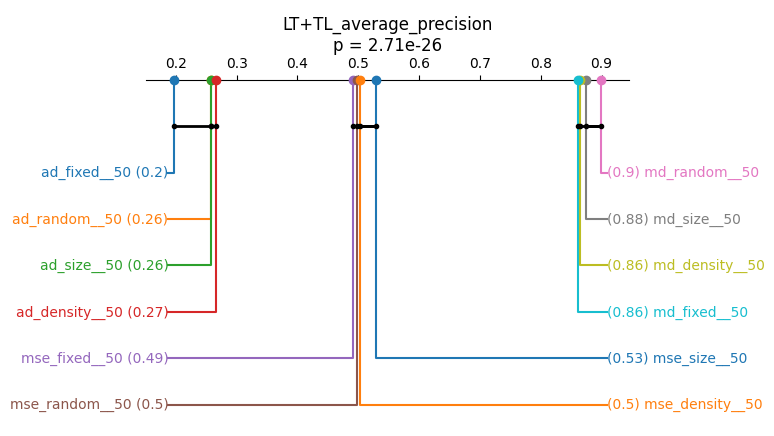 LT+TL_average_precision
p = 2.71e-26
0.2 0.3 0.4 0.5 0.6 0.7 0.8 0.9
ad_fixed__50 (0.2) (0.9) md_random__50
ad_random__50 (0.26) (0.88) md_size__50
ad_size__50 (0.26) (0.86) md_density__50
ad_density__50 (0.27) (0.86) md_fixed__50
mse_fixed__50 (0.49) (0.53) mse_size__50
mse_random__50 (0.5) (0.5) mse_density__50